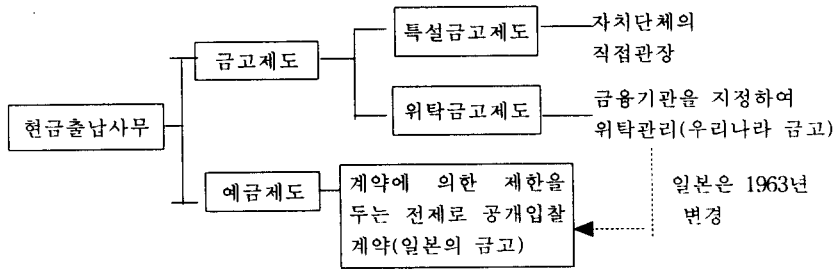 특설금고제도
자치단체의
직접관장
금고제도
위탁금고제도
금융기관을 지정하여
위탁관리(우리나라 금고)
현금출납사무
예금제도
계약에 의한 제한을
두는 전제로 공개입찰
계약(일본의 금고)
일본은 1963년
변경